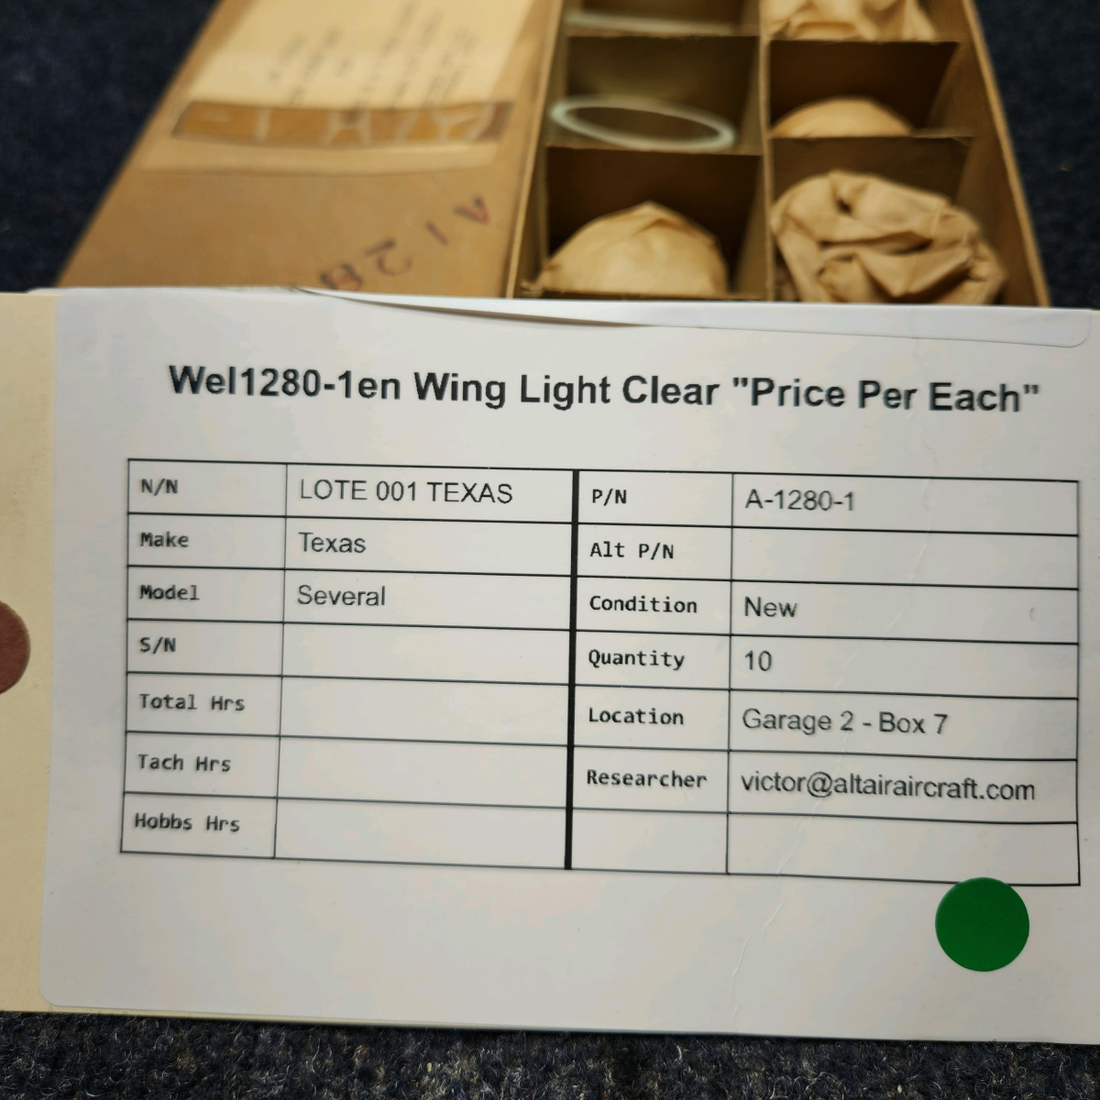 A128
Wel1280-1en Wing Light Clear "Price Per Each"
N/N LOTE 001 TEXAS P/N A-1280-1
Make Texas Alt P/N
Model Several Condition New
S/N Quantity 10
Total Hrs Location Garage 2 - Box 7
Tach Hrs Researcher victor@altairaircraft.com
Hobbs Hrs